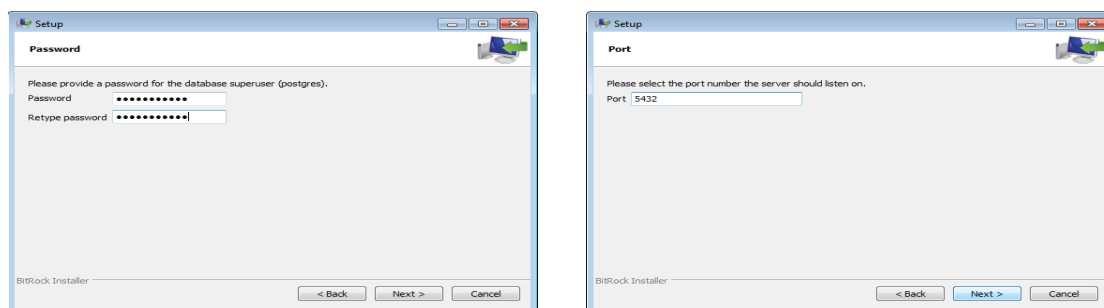 Setup
Password
Please provide a password for the database superuser (postgres).
Password •••••••••••
Retype password •••••••••••
BitRock Installer
< Back Next > Cancel
Setup
Port
Please select the port number the server should listen on.
Port 5432
BitRock Installer
< Back Next > Cancel